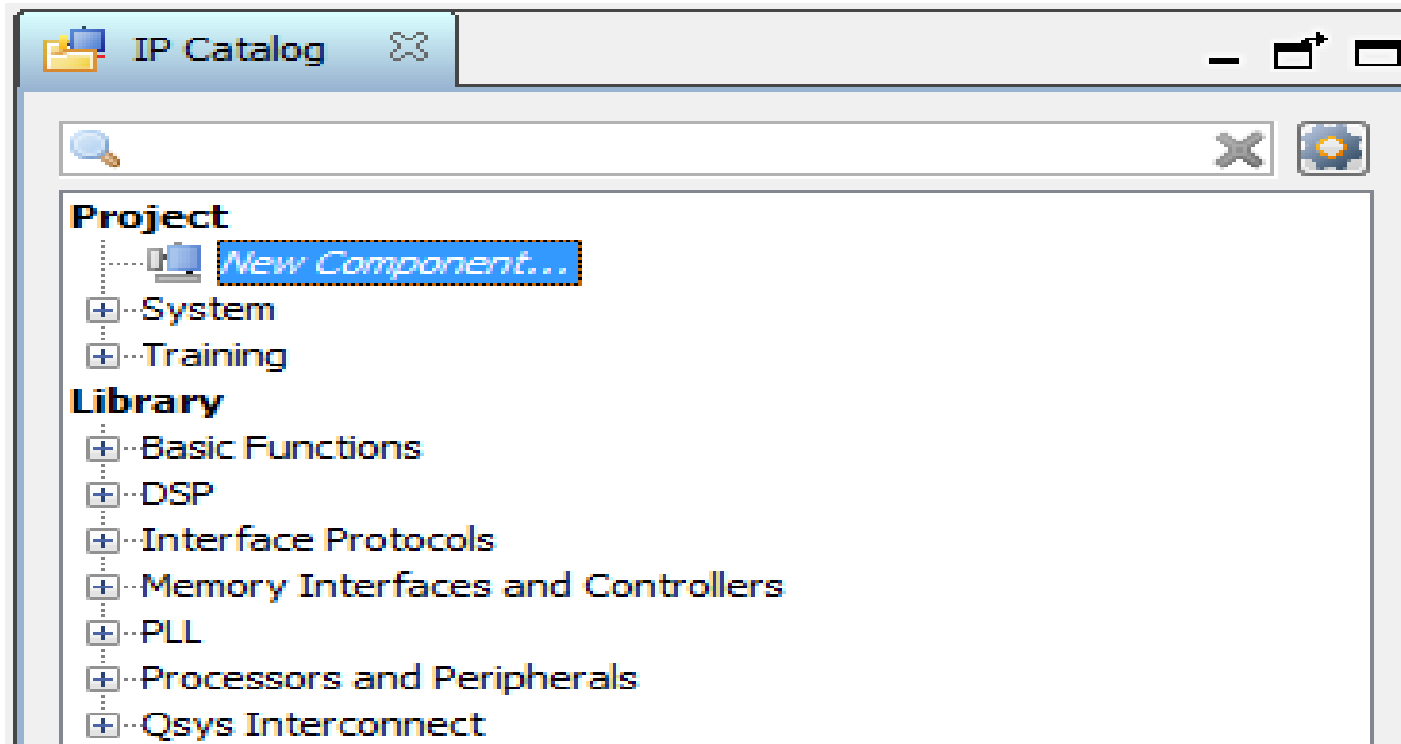 IP Catalog
Project
New Component...
System
Training
Library
Basic Functions
DSP
Interface Protocols
Memory Interfaces and Controllers
PLL
Processors and Peripherals
Qsys Interconnect